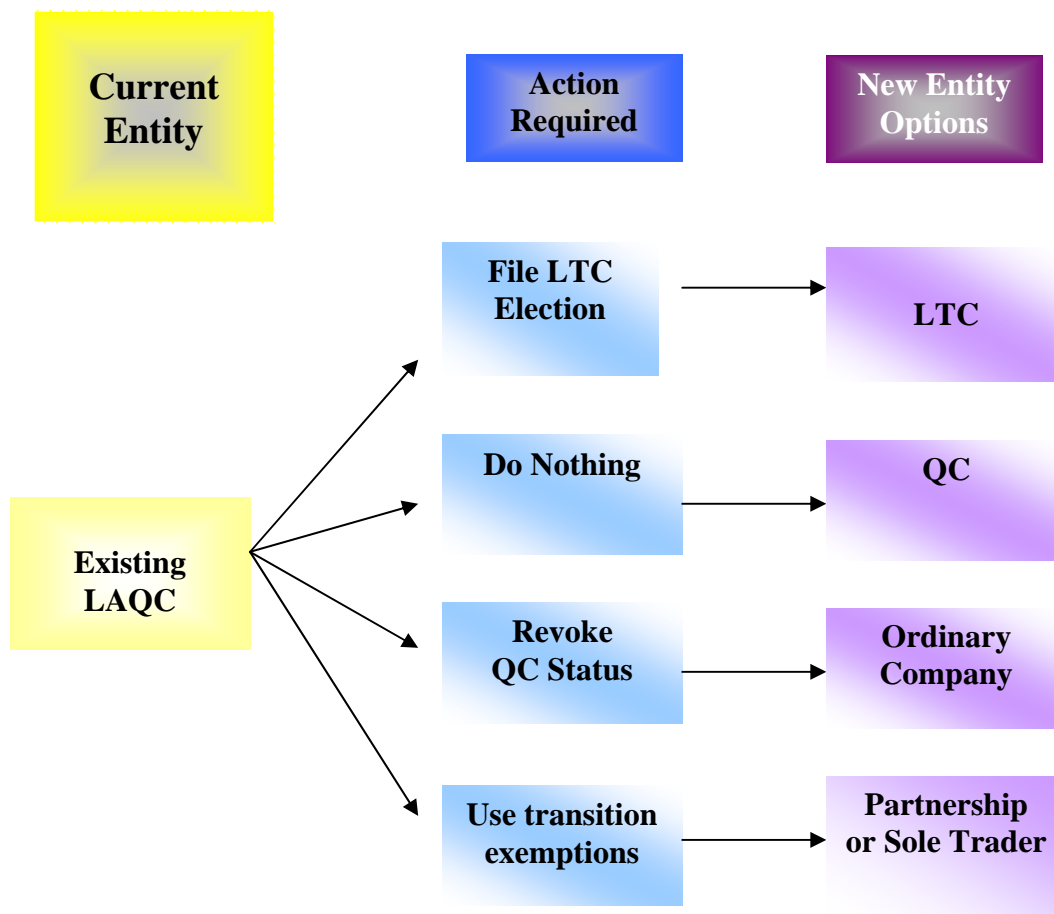 Current
Entity
Action
Required
New Entity
Options
File LTC
Election
LTC
Do Nothing
QC
Existing
LAQC
Revoke
QC Status
Ordinary
Company
Use transition
exemptions
Partnership
or Sole Trader